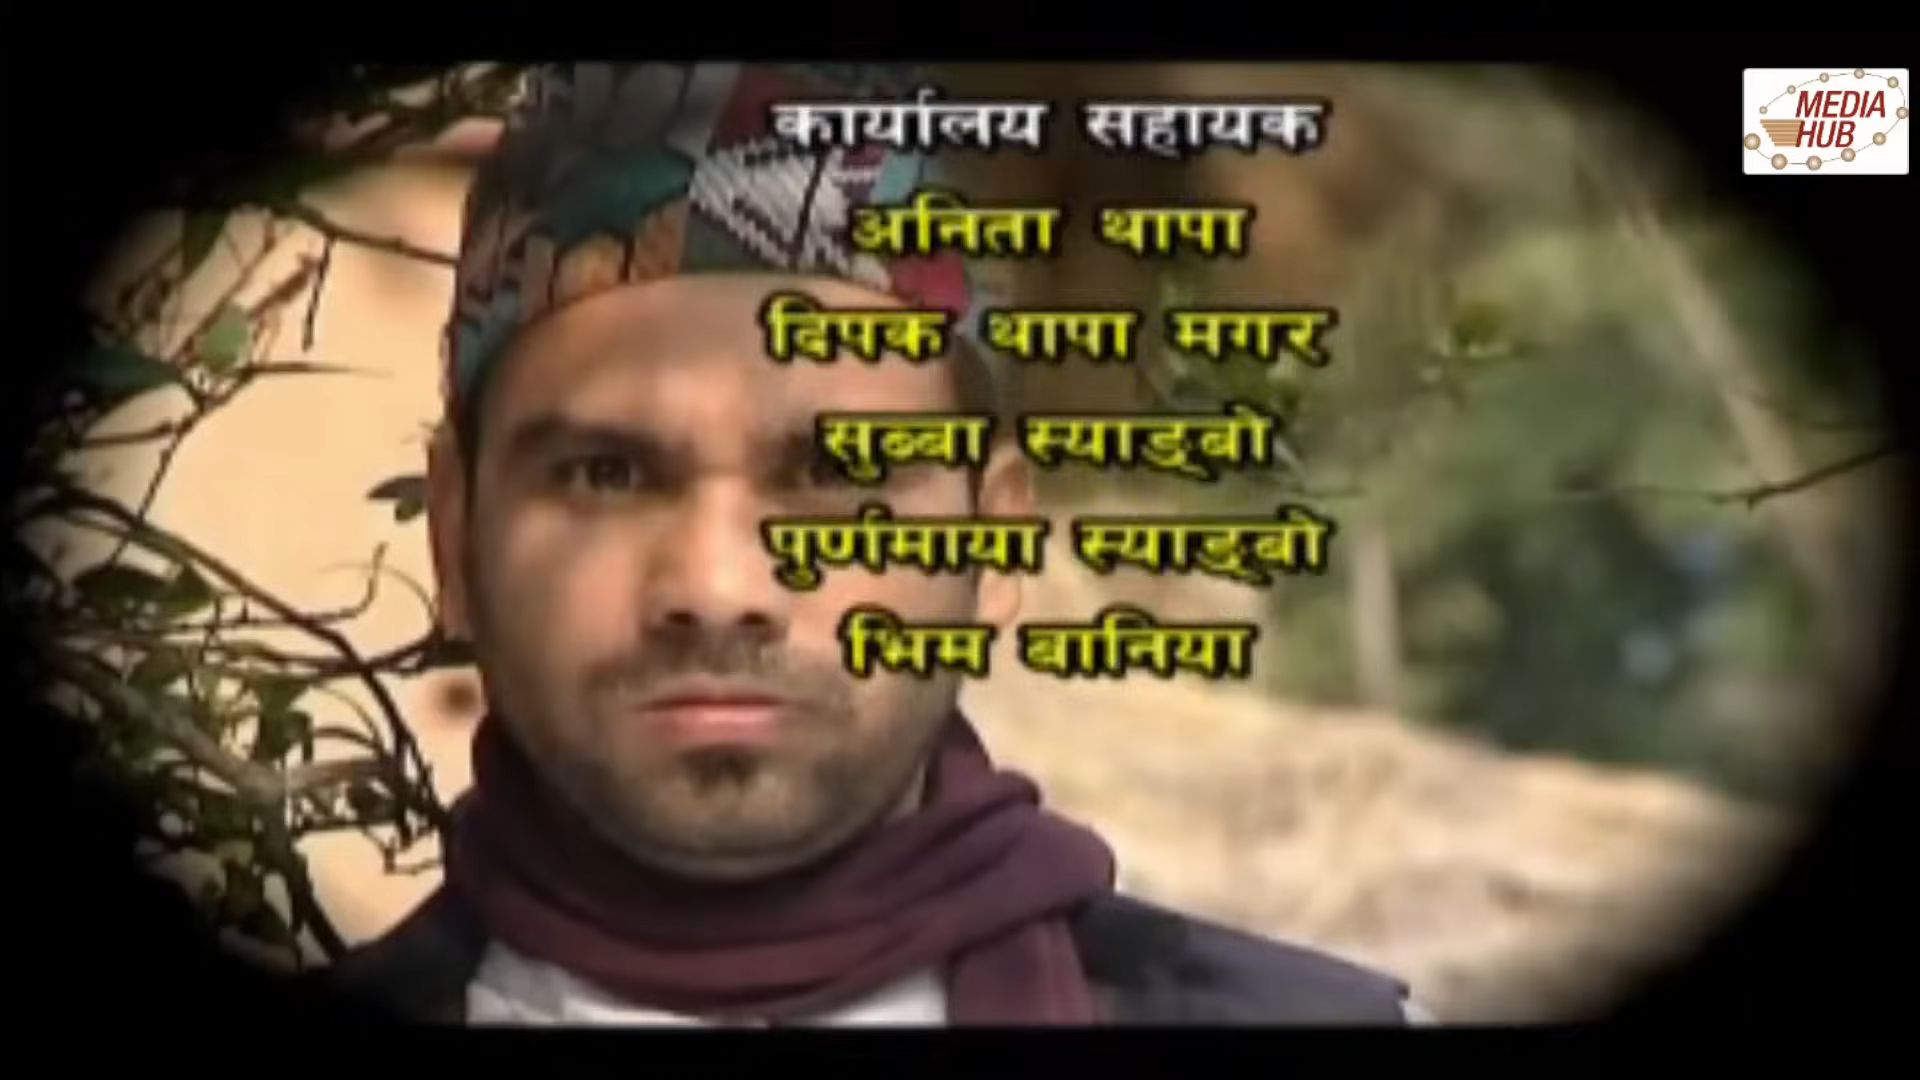 कार्यालय सहायक
अनिता थापा
दिपक थापा मगर
सुब्बा स्याङ्बो
पुर्णमाया स्याङ्बो
भिम बानिया
MEDIA
HUB